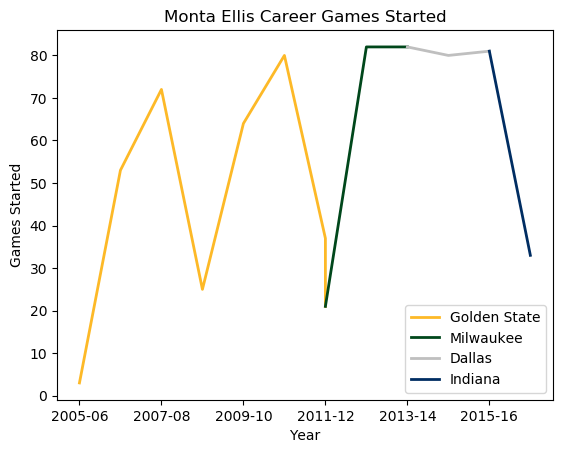 Monta Ellis Career Games Started
Games Started
80
70
60
50
40
30
20
10
0
2005-06 2007-08 2009-10 2011-12 2013-14 2015-16
Year
Golden State
Milwaukee
Dallas
Indiana